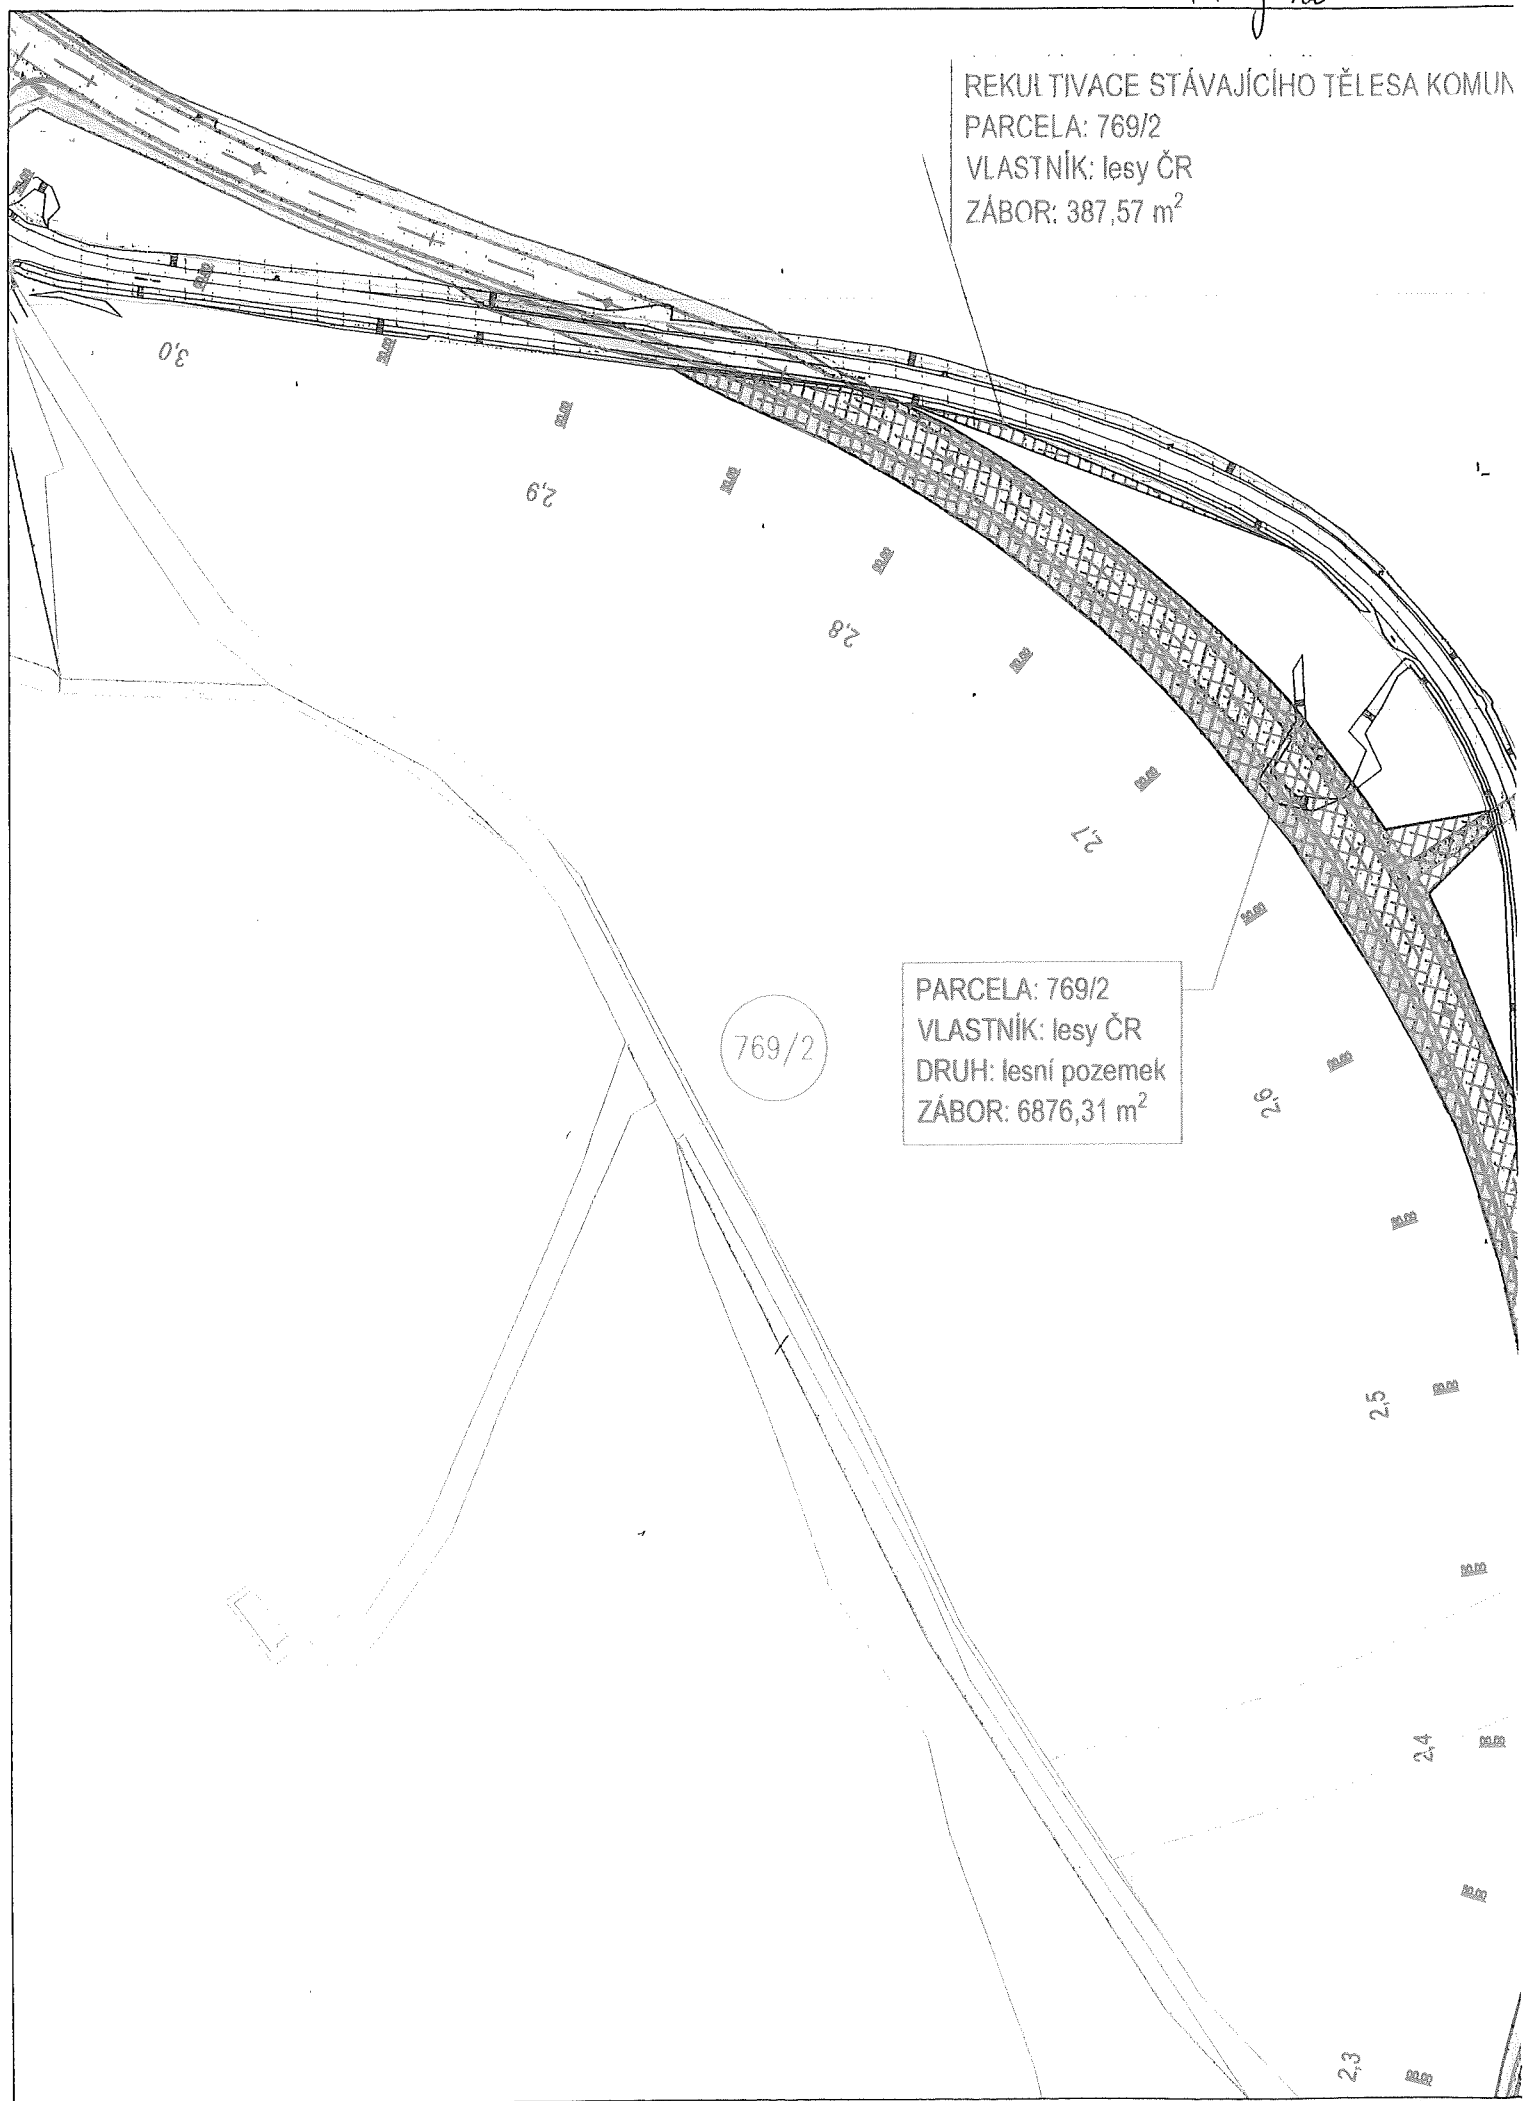 REKULTIVACE STÁVAJÍCÍHO TĚLESA KOMUN
PARCELA: 769/2
VLASTNÍK: lesy ČR
ZÁBOR: 387,57 m²
3,0
2,9
2,8
2,7
769/2
PARCELA: 769/2
VLASTNÍK: lesy ČR
DRUH: lesní pozemek
ZÁBOR: 6876,31 m²
2,6
2,5
2,4
2,3